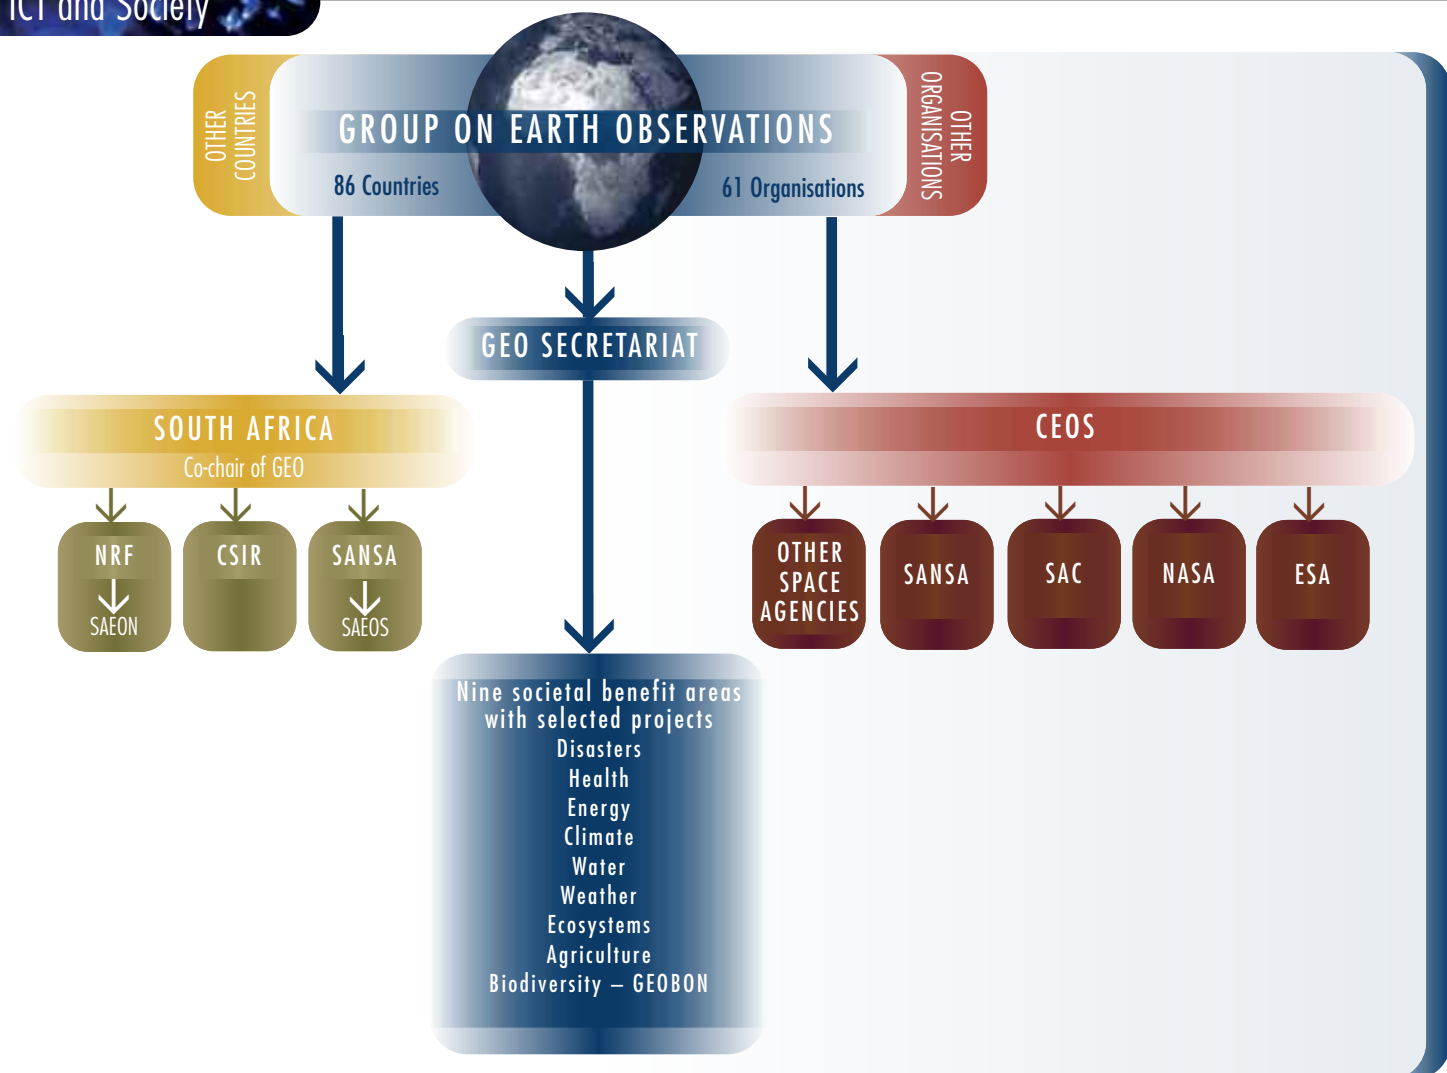 ICT and Society
OTHER
COUNTRIES
GROUP ON EARTH OBSERVATIONS
86 Countries
61 Organisations
OTHER
ORGANISATIONS
GEO SECRETARIAT
SOUTH AFRICA
Co-chair of GEO
NRF
SAEON
CSIR
SANSA
SAEOS
CEOS
OTHER
SPACE
AGENCIES
SANSA
SAC
NASA
ESA
Nine societal benefit areas
with selected projects
Disasters
Health
Energy
Climate
Water
Weather
Ecosystems
Agriculture
Biodiversity – GEOBON